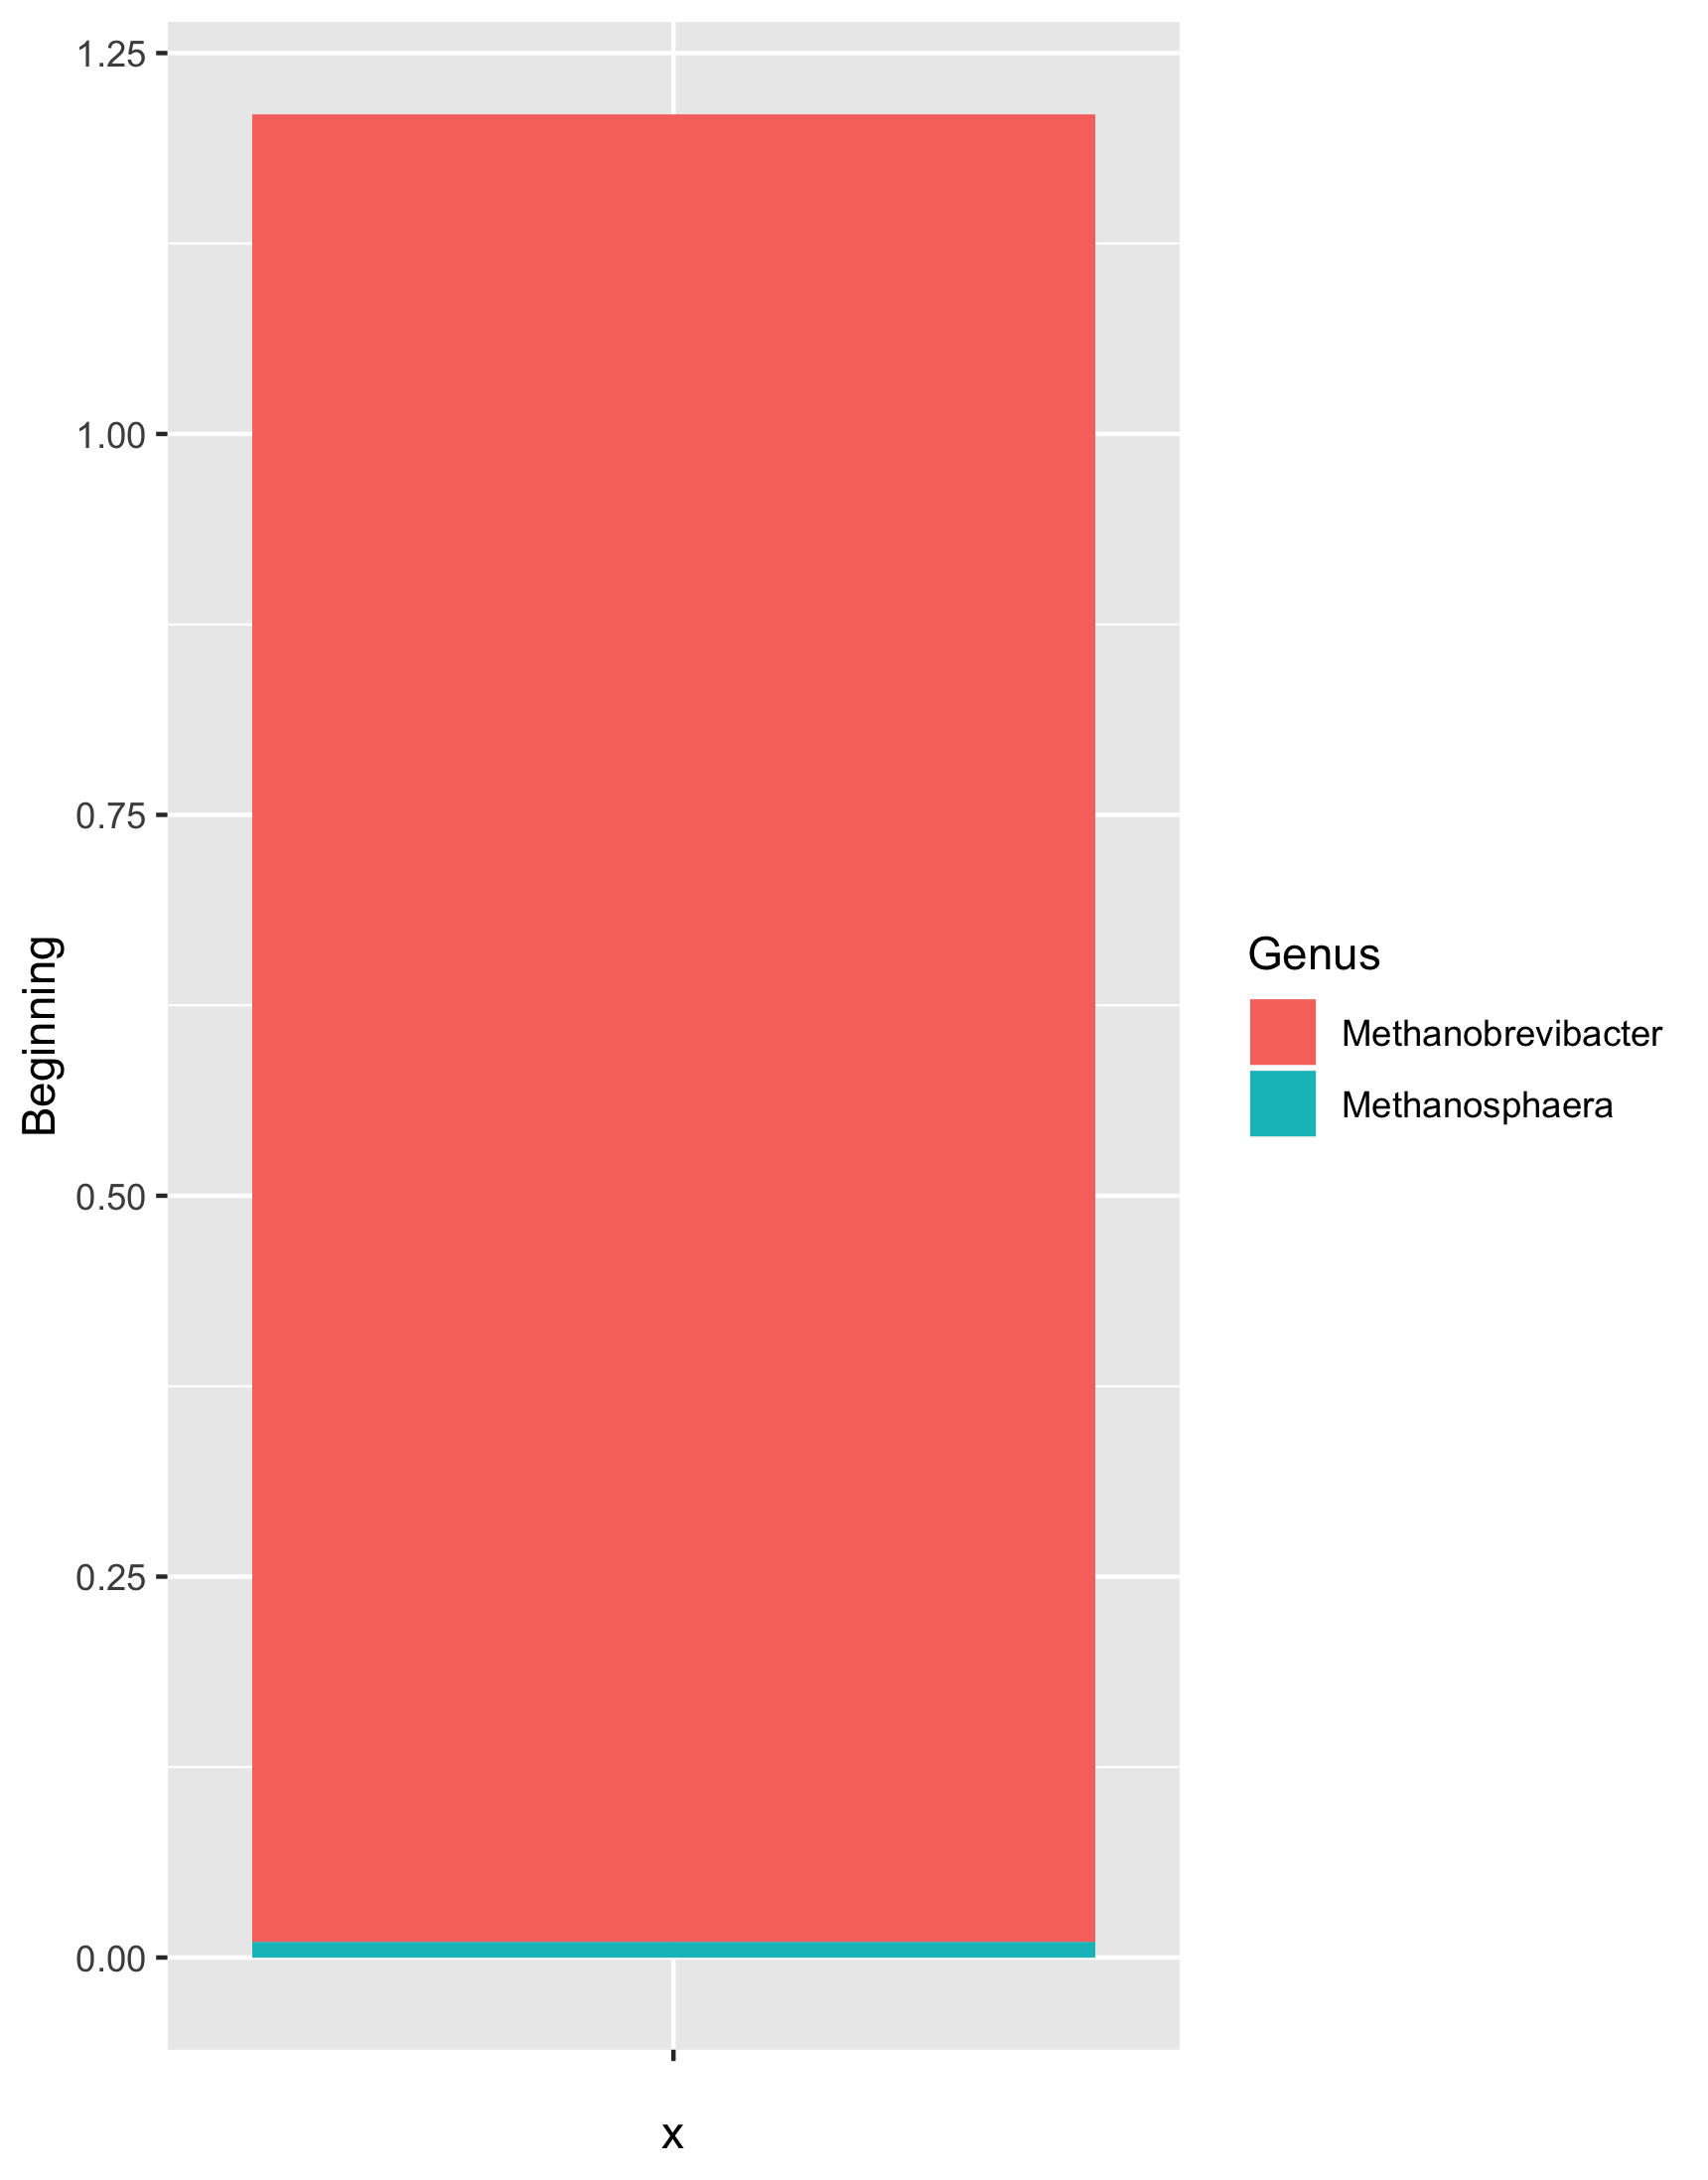 Beginning
1.25
1.00
0.75
0.50
0.25
0.00
x
Genus
Methanobrevibacter
Methanosphaera